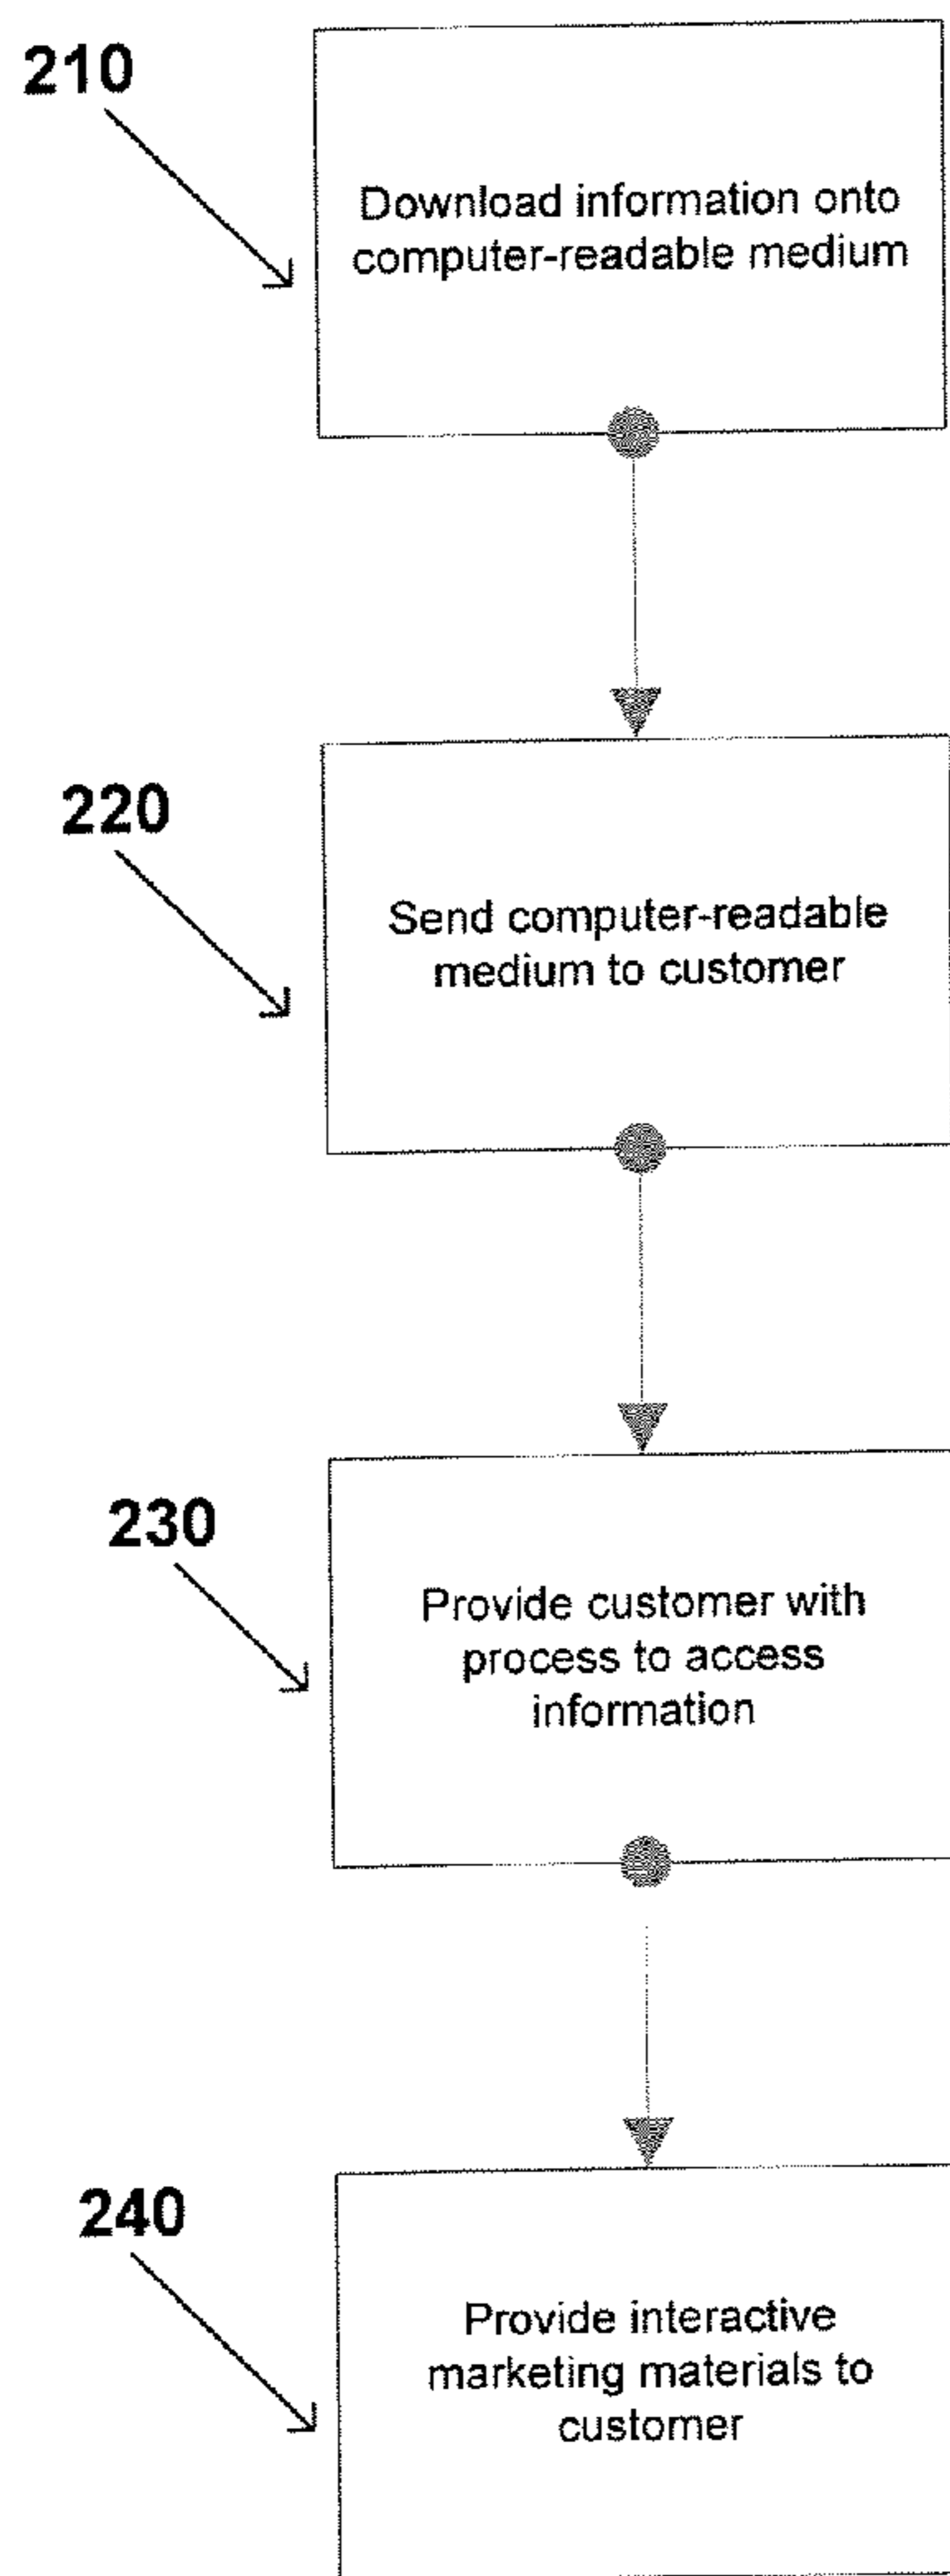 210
Download information onto
computer-readable medium
220
Send computer-readable
medium to customer
230
Provide customer with
process to access
information
240
Provide interactive
marketing materials to
customer